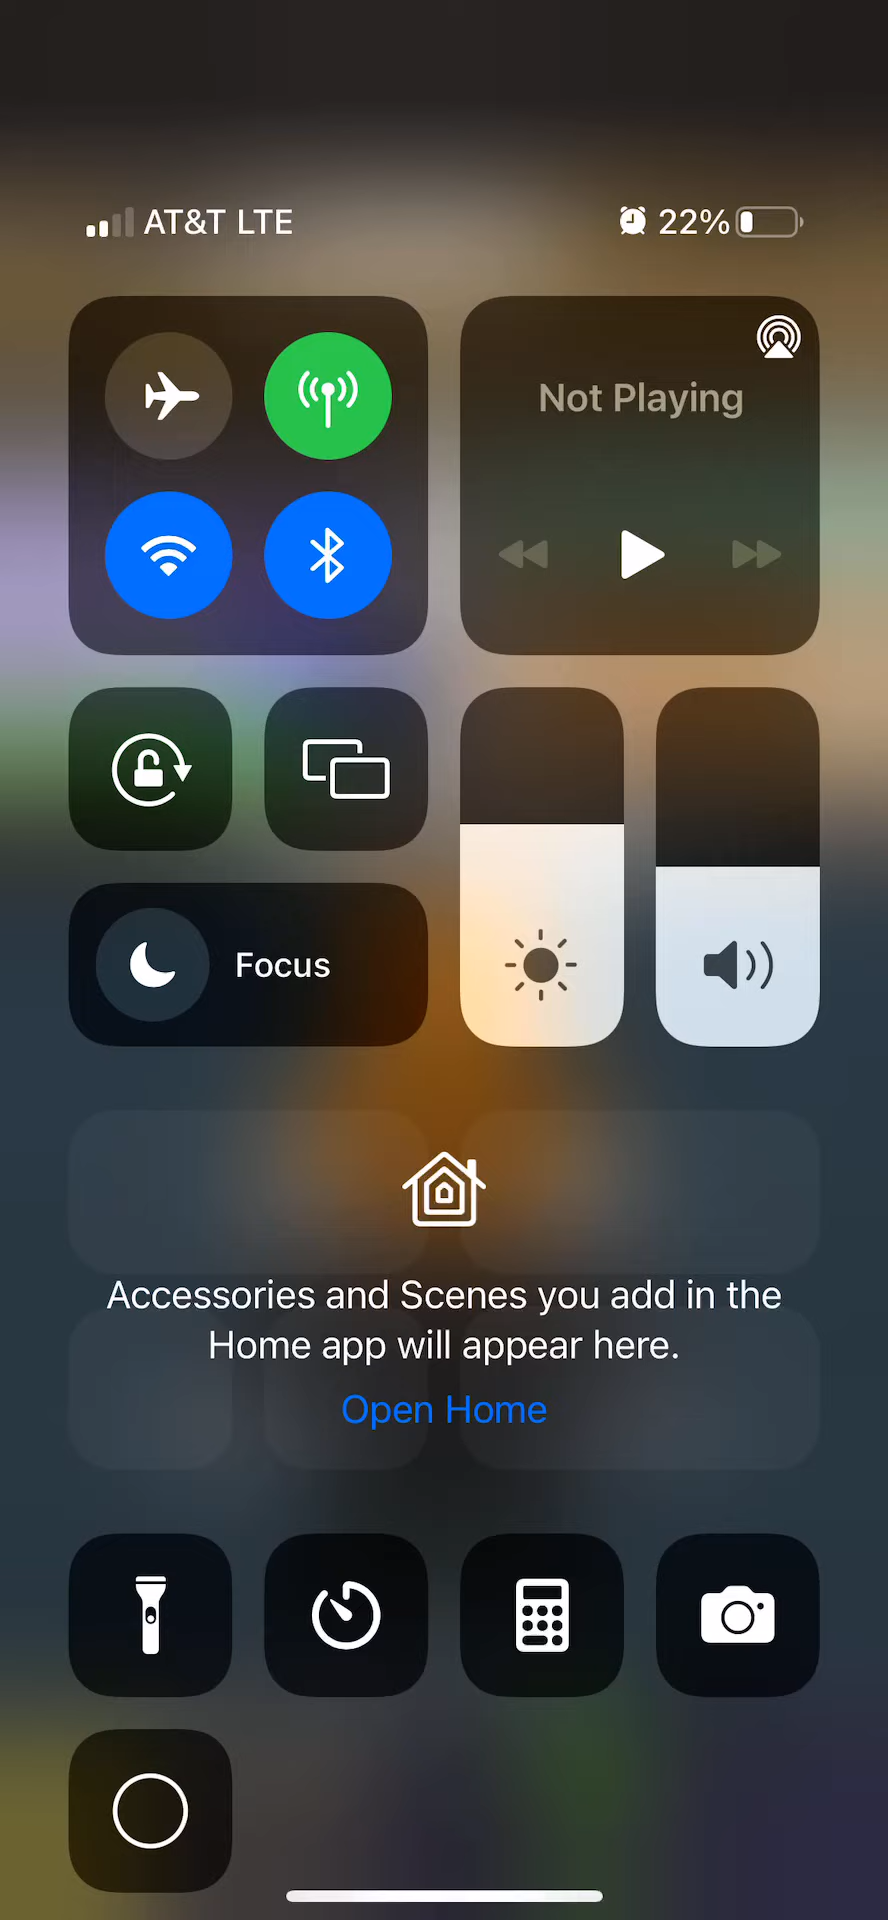 AT&T LTE
22%
Not Playing
Focus
Accessories and Scenes you add in the
Home app will appear here.
Open Home